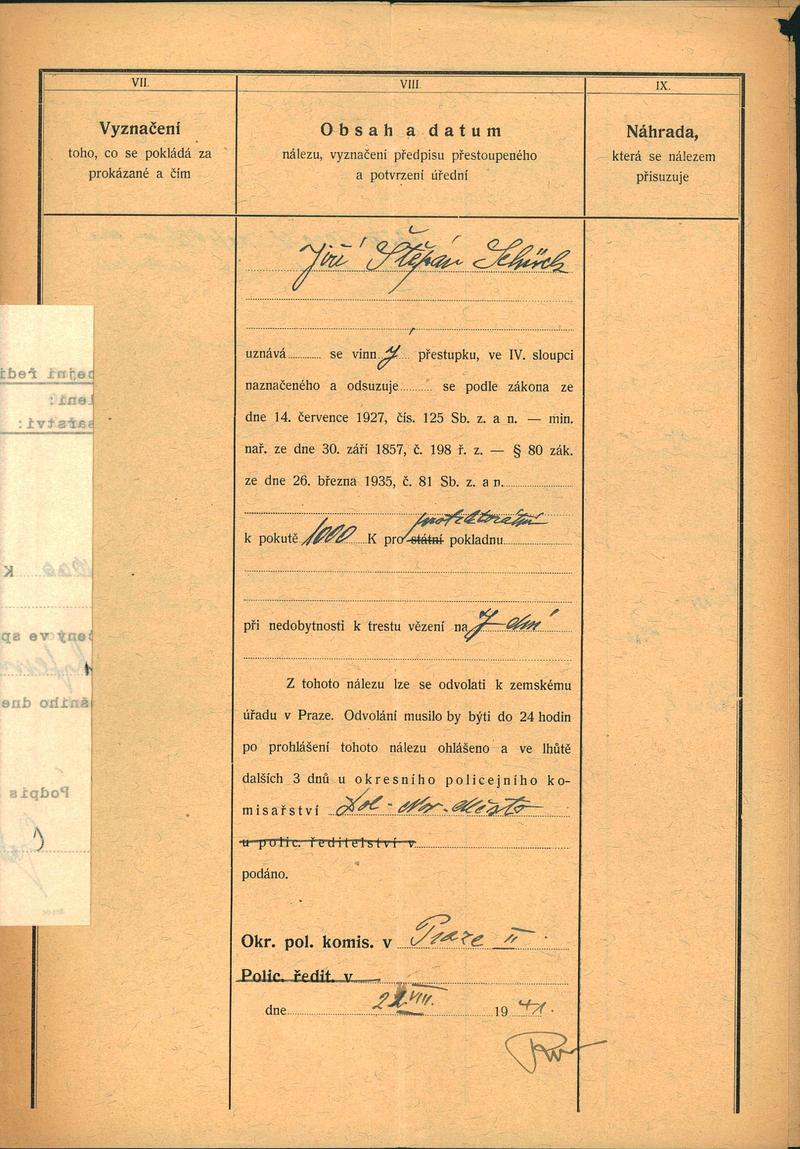 VII.
Vyznačení
toho, co se pokládá za
prokázané a čím
VIII.
Obsah a datum
nálezu, vyznačení předpisu přestoupeného
a potvrzení úřední
IX.
Náhrada,
která se nálezem
přisuzuje
Jiří Štěpán Schück
uznává se vinný přestupku, ve IV. sloupci
naznačeného a odsuzuje se podle zákona ze
dne 14. července 1927, čís. 125 Sb. z. a n. — min.
nař. ze dne 30. září 1857, č. 198 ř. z. — § 80 zák.
ze dne 26. března 1935, č. 81 Sb. z. a n.
protektorátní
k pokutě 1000 K pro státní pokladnu
při nedobytnosti k trestu vězení na 7 dní
Z tohoto nálezu lze se odvolati k zemskému
úřadu v Praze. Odvolání musilo by býti do 24 hodin
po prohlášení tohoto nálezu ohlášeno a ve lhůtě
dalších 3 dnů u okresního policejního ko-
misařství Dol-Nov-Město
u polic. ředitelství v
podáno.
Okr. pol. komis. v Praze II
Polic. ředit. v
dne VIII. 1941.
Podpis